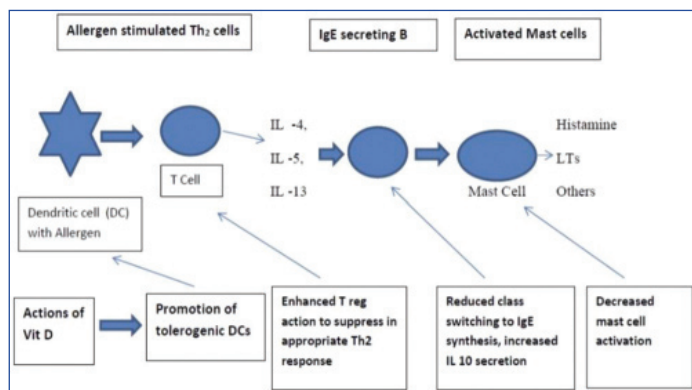 Allergen stimulated Th₂ cells
IgE secreting B
Activated Mast cells
IL -4,
IL -5,
IL -13
Histamine
LTs
Others
T Cell
Mast Cell
Dendritic cell (DC)
with Allergen
Actions of
Vit D
Promotion of
tolerogenic DCs
Enhanced T reg
action to suppress in
appropriate Th2
response
Reduced class
switching to IgE
synthesis, increased
IL 10 secretion
Decreased
mast cell
activation